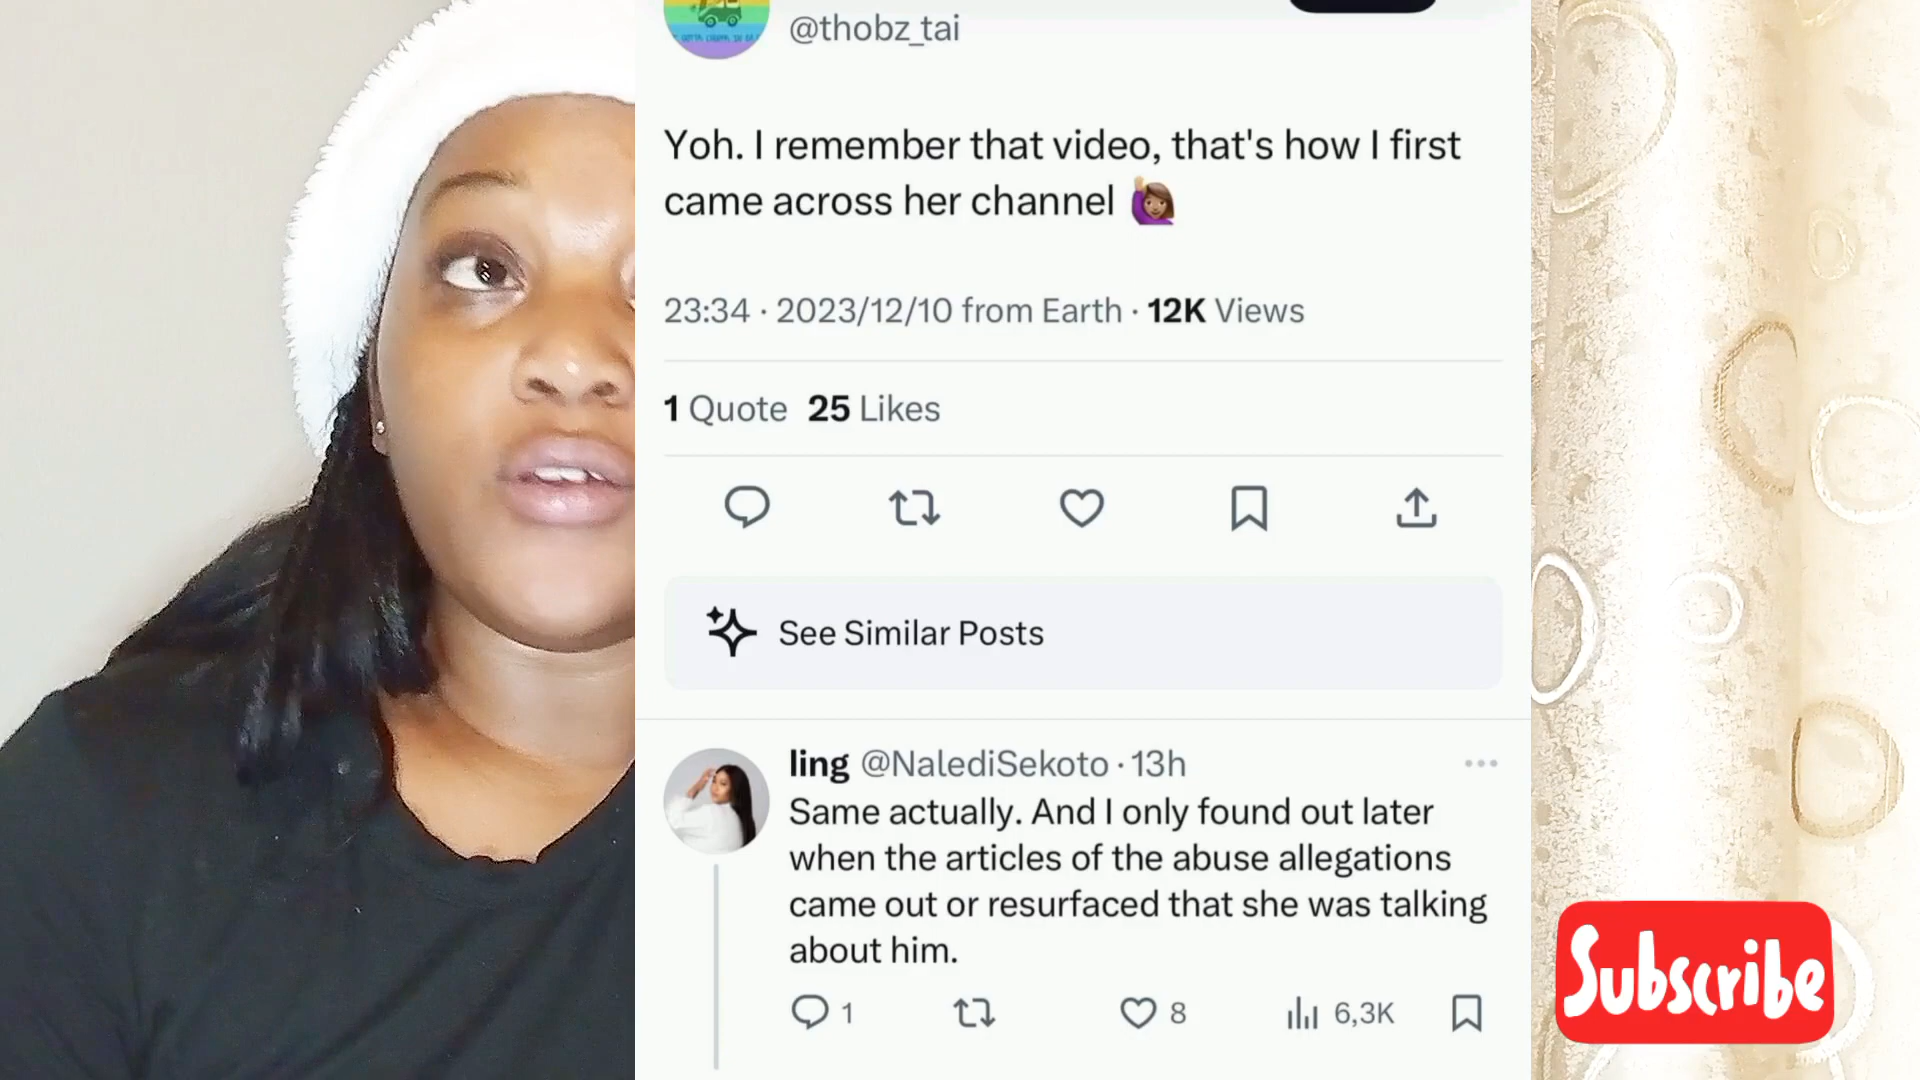 @thobz_tai
Yoh. I remember that video, that's how I first
came across her channel 🙋🏽‍♀️
23:34 · 2023/12/10 from Earth · 12K Views
1 Quote 25 Likes
See Similar Posts
ling @NalediSekoto · 13h
Same actually. And I only found out later
when the articles of the abuse allegations
came out or resurfaced that she was talking
about him.
1 8 6,3K
Subscribe